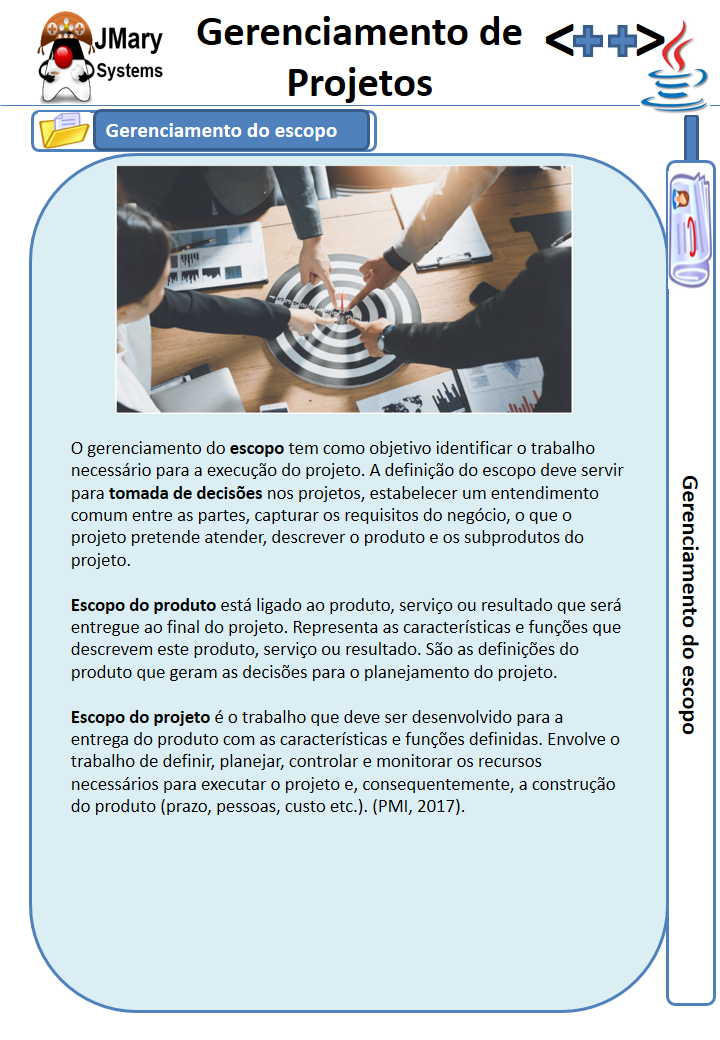 JMary
Systems
Gerenciamento de
Projetos
<++>
Gerenciamento do escopo
O gerenciamento do escopo tem como objetivo identificar o trabalho
necessário para a execução do projeto. A definição do escopo deve servir
para tomada de decisões nos projetos, estabelecer um entendimento
comum entre as partes, capturar os requisitos do negócio, o que o
projeto pretende atender, descrever o produto e os subprodutos do
projeto.
Escopo do produto está ligado ao produto, serviço ou resultado que será
entregue ao final do projeto. Representa as características e funções que
descrevem este produto, serviço ou resultado. São as definições do
produto que geram as decisões para o planejamento do projeto.
Escopo do projeto é o trabalho que deve ser desenvolvido para a
entrega do produto com as características e funções definidas. Envolve o
trabalho de definir, planejar, controlar e monitorar os recursos
necessários para executar o projeto e, consequentemente, a construção
do produto (prazo, pessoas, custo etc.). (PMI, 2017).
Gerenciamento do escopo